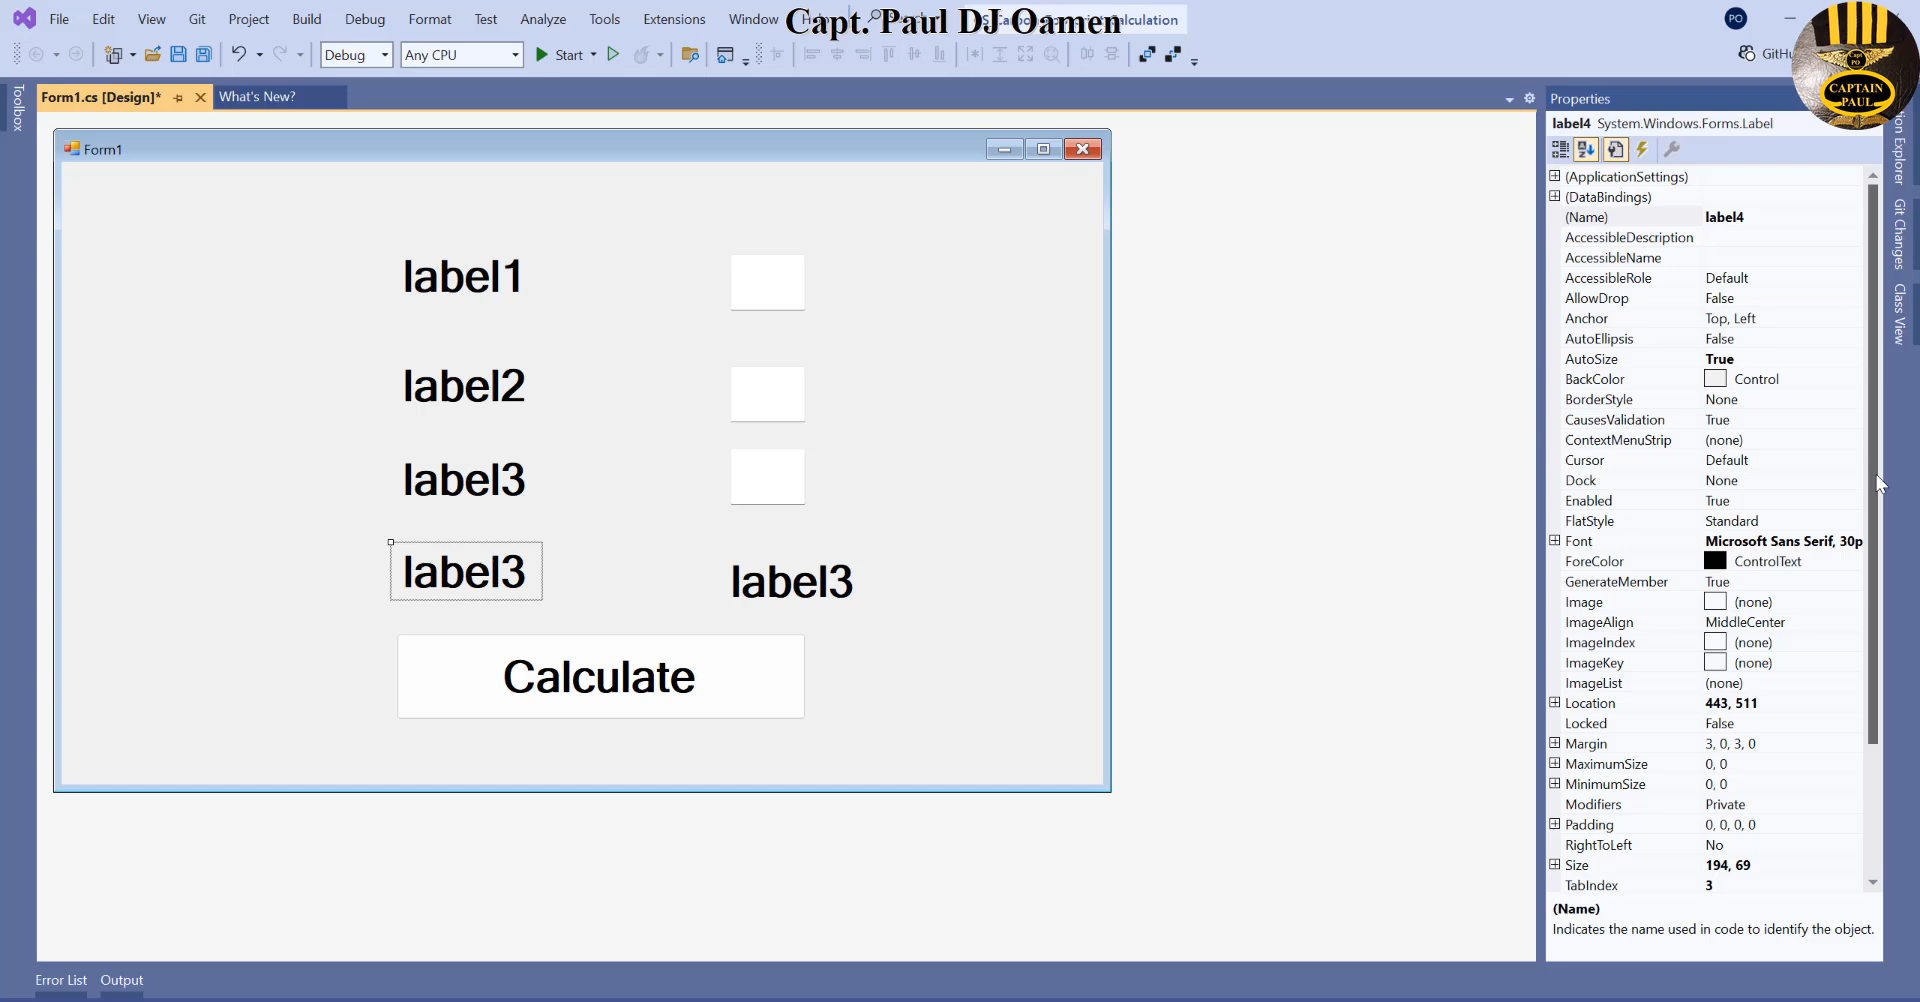 File Edit View Git Project Build Debug Format Test Analyze Tools Extensions Window
Capt. Paul DJ Oamen
PO
Debug Any CPU Start
CAPTAIN
PAUL
Toolbox
Form1.cs [Design]* What's New?
Form1
label1
label2
label3
label3 label3
Calculate
Properties
label4 System.Windows.Forms.Label
(ApplicationSettings)
(DataBindings)
(Name) label4
AccessibleDescription
AccessibleName
AccessibleRole Default
AllowDrop False
Anchor Top, Left
AutoEllipsis False
AutoSize True
BackColor Control
BorderStyle None
CausesValidation True
ContextMenuStrip (none)
Cursor Default
Dock None
Enabled True
FlatStyle Standard
Font Microsoft Sans Serif, 30p
ForeColor ControlText
GenerateMember True
Image (none)
ImageAlign MiddleCenter
ImageIndex (none)
ImageKey (none)
ImageList (none)
Location 443, 511
Locked False
Margin 3, 0, 3, 0
MaximumSize 0, 0
MinimumSize 0, 0
Modifiers Private
Padding 0, 0, 0, 0
RightToLeft No
Size 194, 69
TabIndex 3
(Name)
Indicates the name used in code to identify the object.
Explorer
Git Changes
Class View
Error List Output